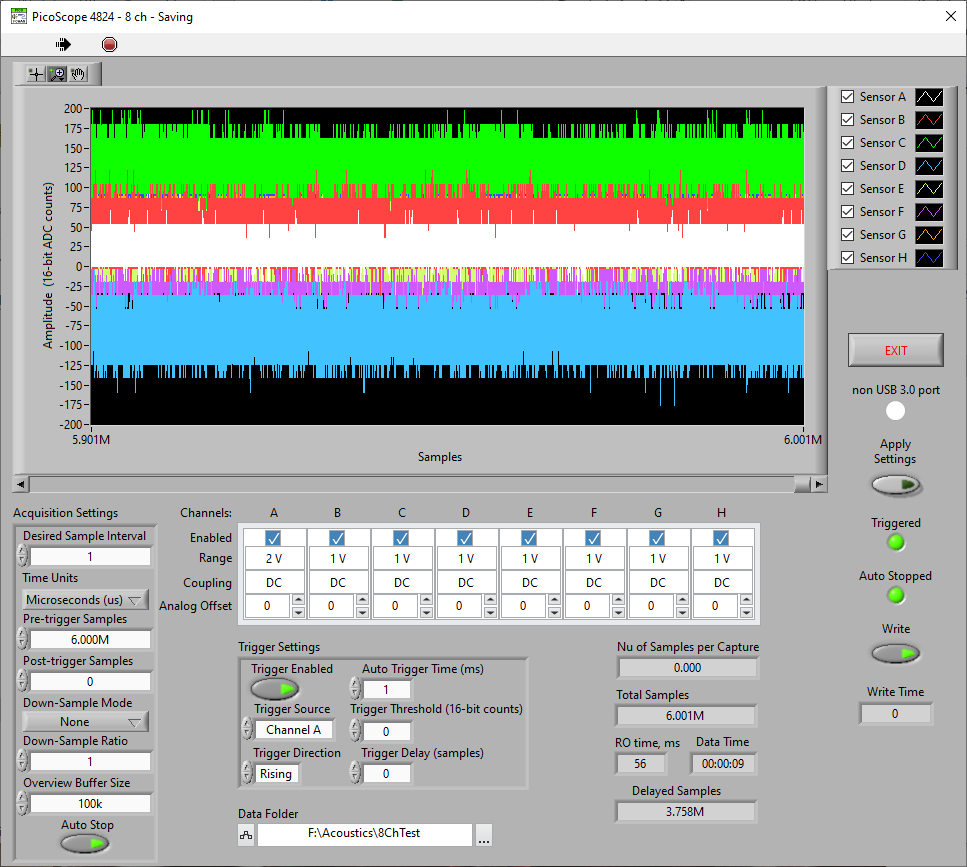 PicoScope 4824 - 8 ch - Saving
Amplitude (16-bit ADC counts)
200
175
150
125
100
75
50
25
0
-25
-50
-75
-100
-125
-150
-175
-200
5.901M 6.001M
Samples
Sensor A
Sensor B
Sensor C
Sensor D
Sensor E
Sensor F
Sensor G
Sensor H
EXIT
non USB 3.0 port
Apply
Settings
Triggered
Auto Stopped
Write
Write Time
0
Acquisition Settings
Desired Sample Interval
1
Time Units
Microseconds (us)
Pre-trigger Samples
6.000M
Post-trigger Samples
0
Down-Sample Mode
None
Down-Sample Ratio
1
Overview Buffer Size
100k
Auto Stop
Channels: A B C D E F G H
Enabled
Range 2 V 1 V 1 V 1 V 1 V 1 V 1 V 1 V
Coupling DC DC DC DC DC DC DC DC
Analog Offset 0 0 0 0 0 0 0 0
Trigger Settings
Trigger Enabled Auto Trigger Time (ms)
1
Trigger Source Trigger Threshold (16-bit counts)
Channel A 0
Trigger Direction Trigger Delay (samples)
Rising 0
Data Folder
F:\Acoustics\8ChTest
...
Nu of Samples per Capture
0.000
Total Samples
6.001M
RO time, ms Data Time
56 00:00:09
Delayed Samples
3.758M